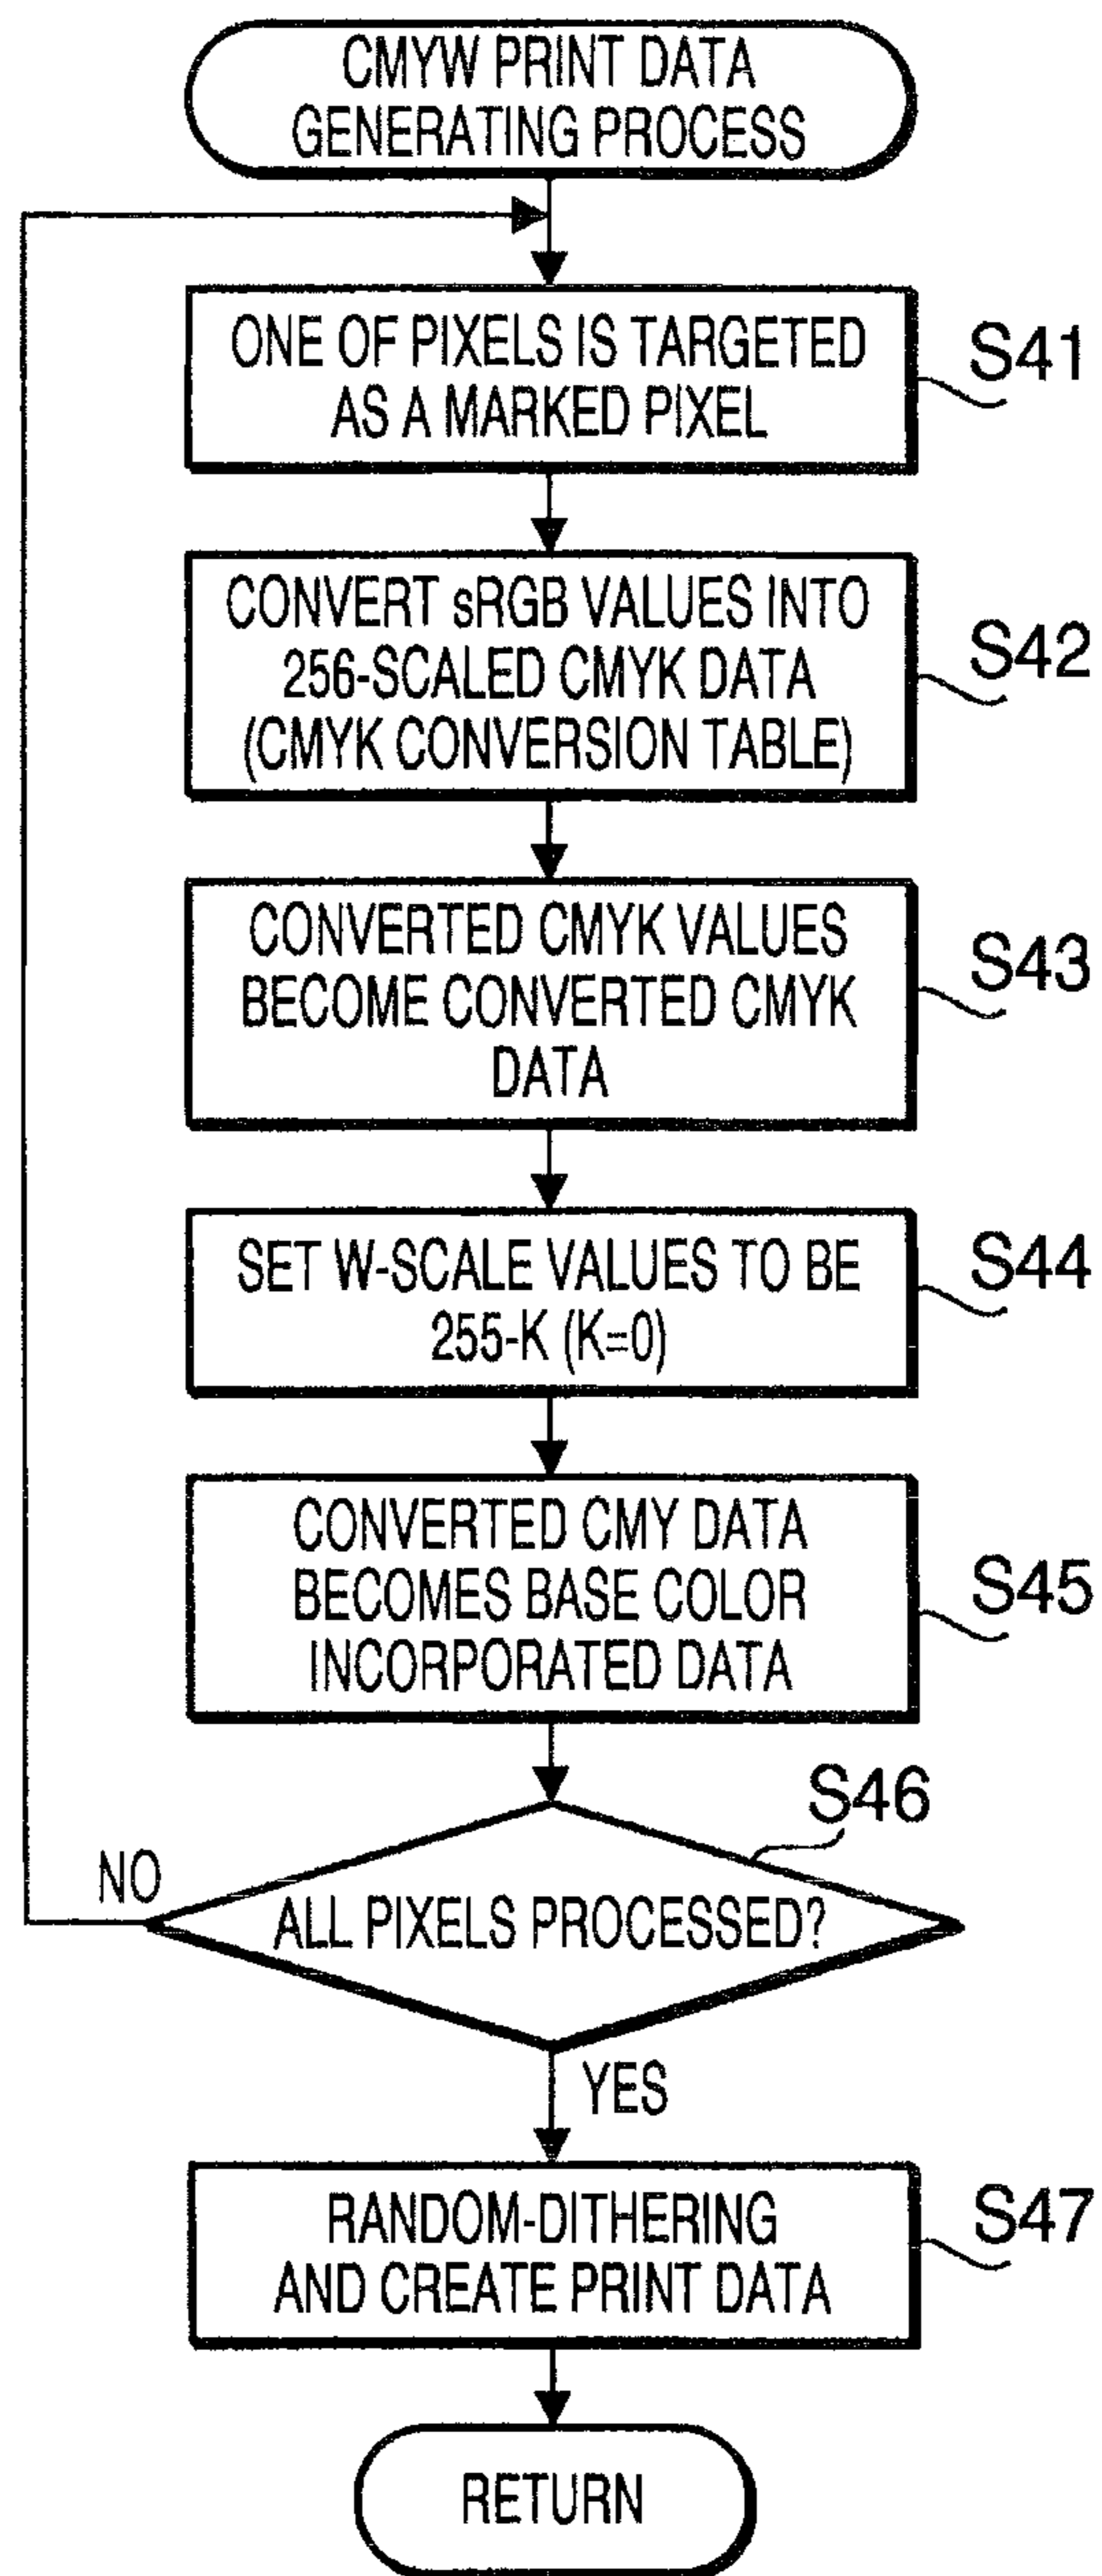 CMYW PRINT DATA
GENERATING PROCESS
ONE OF PIXELS IS TARGETED
AS A MARKED PIXEL
S41
CONVERT sRGB VALUES INTO
256-SCALED CMYK DATA
(CMYK CONVERSION TABLE)
S42
CONVERTED CMYK VALUES
BECOME CONVERTED CMYK
DATA
S43
SET W-SCALE VALUES TO BE
255-K (K=0)
S44
CONVERTED CMY DATA
BECOMES BASE COLOR
INCORPORATED DATA
S45
S46
NO
ALL PIXELS PROCESSED?
YES
RANDOM-DITHERING
AND CREATE PRINT DATA
S47
RETURN